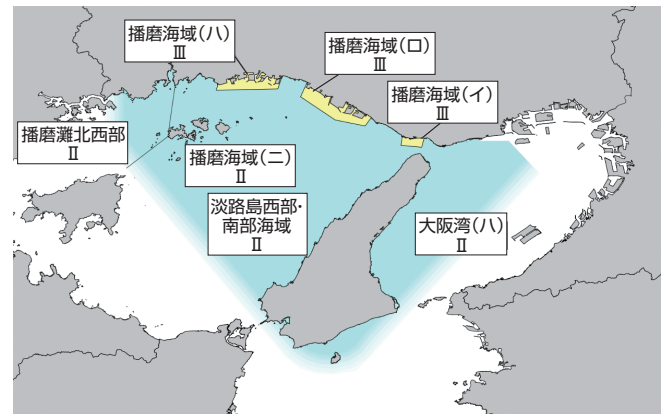 播磨海域(ハ)
Ⅲ
播磨海域(ロ)
Ⅲ
播磨海域(イ)
Ⅲ
播磨灘北西部
Ⅱ
播磨海域(ニ)
Ⅱ
淡路島西部・
南部海域
Ⅱ
大阪湾(ハ)
Ⅱ